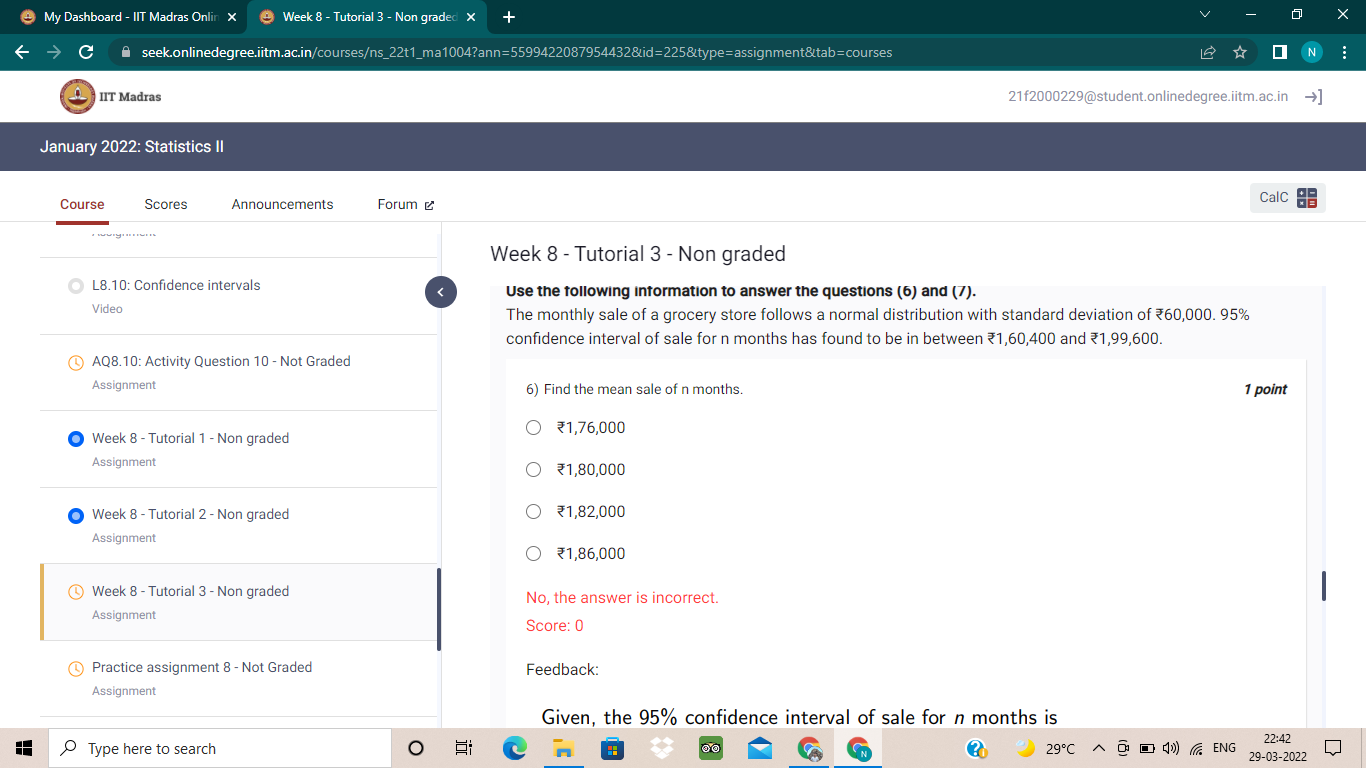 My Dashboard - IIT Madras Onlin
Week 8 - Tutorial 3 - Non graded
seek.onlinedegree.iitm.ac.in/courses/ns_22t1_ma1004?ann=5599422087954432&id=225&type=assignment&tab=courses
N
IIT Madras
21f2000229@student.onlinedegree.iitm.ac.in
January 2022: Statistics II
Course
Scores
Announcements
Forum
CalC
Assignment
L8.10: Confidence intervals
Video
AQ8.10: Activity Question 10 - Not Graded
Assignment
Week 8 - Tutorial 1 - Non graded
Assignment
Week 8 - Tutorial 2 - Non graded
Assignment
Week 8 - Tutorial 3 - Non graded
Assignment
Practice assignment 8 - Not Graded
Assignment
Week 8 - Tutorial 3 - Non graded
Use the following information to answer the questions (6) and (7).
The monthly sale of a grocery store follows a normal distribution with standard deviation of ₹60,000. 95%
confidence interval of sale for n months has found to be in between ₹1,60,400 and ₹1,99,600.
6) Find the mean sale of n months.
1 point
₹1,76,000
₹1,80,000
₹1,82,000
₹1,86,000
No, the answer is incorrect.
Score: 0
Feedback:
Given, the 95% confidence interval of sale for n months is
Type here to search
29°C
ENG
22:42
29-03-2022